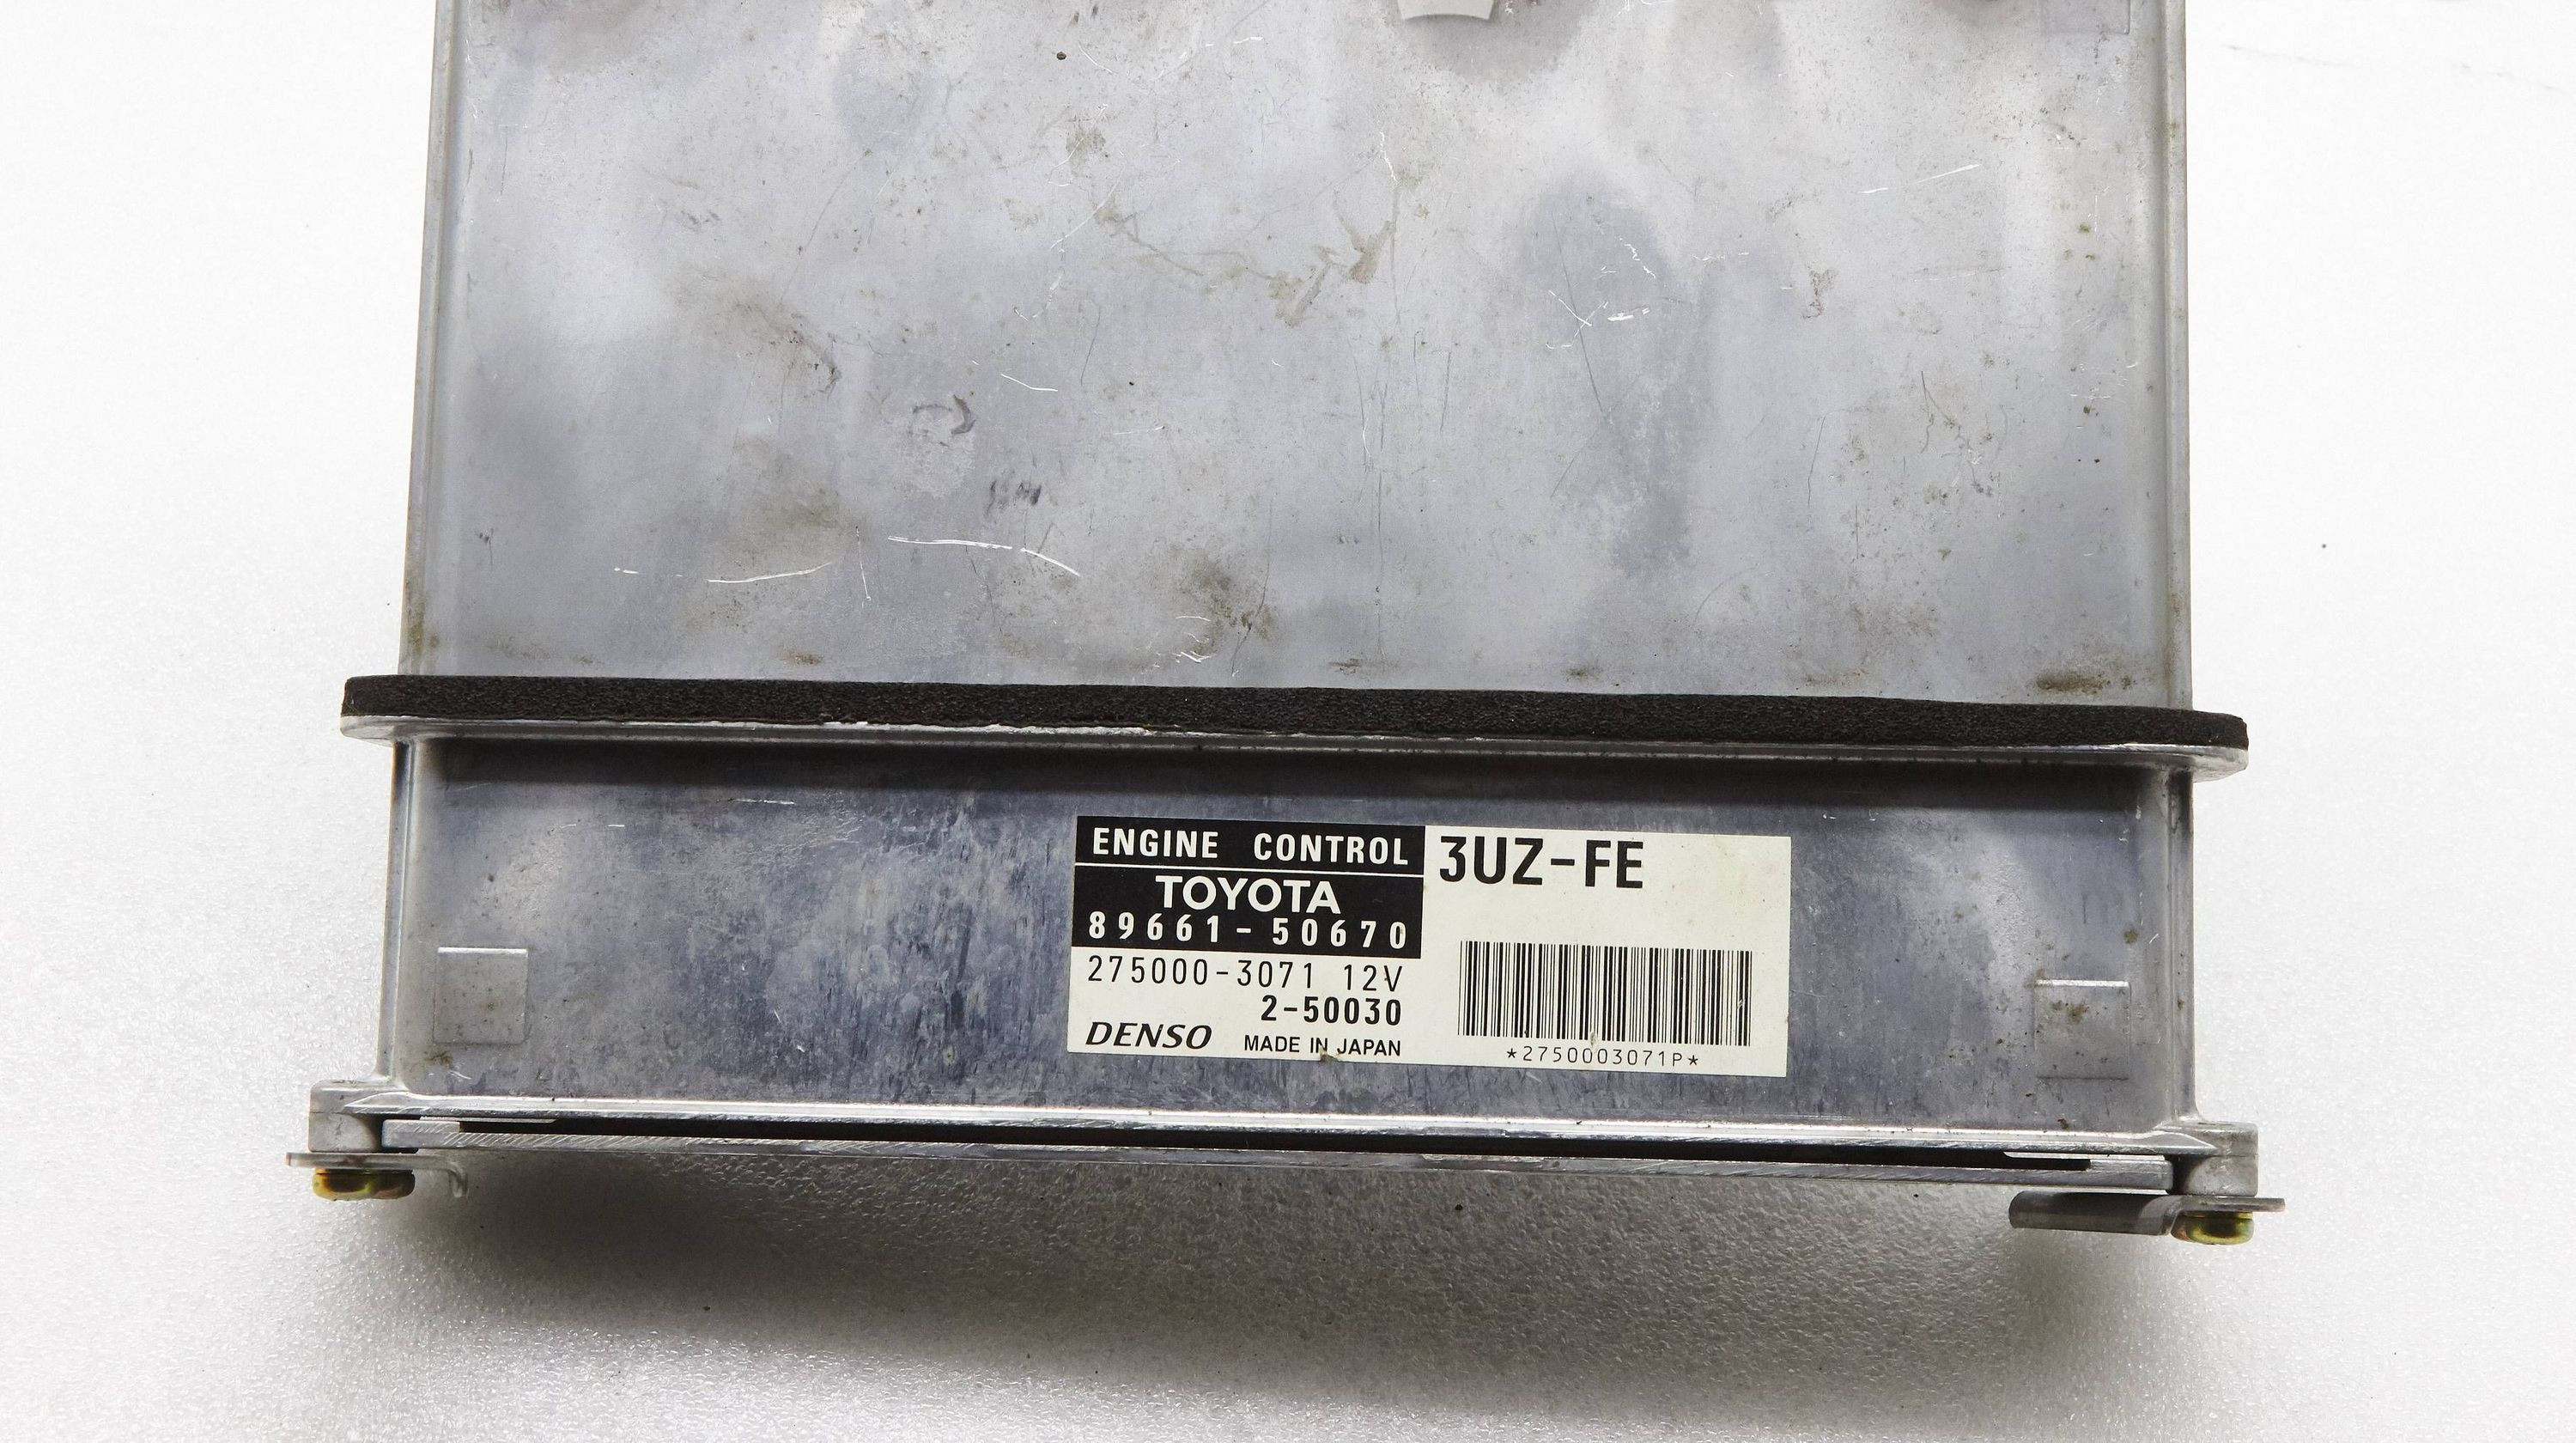 ENGINE CONTROL
3UZ-FE
TOYOTA
89661-50670
275000-3071 12V
2-50030
DENSO MADE IN JAPAN
*2750003071P*